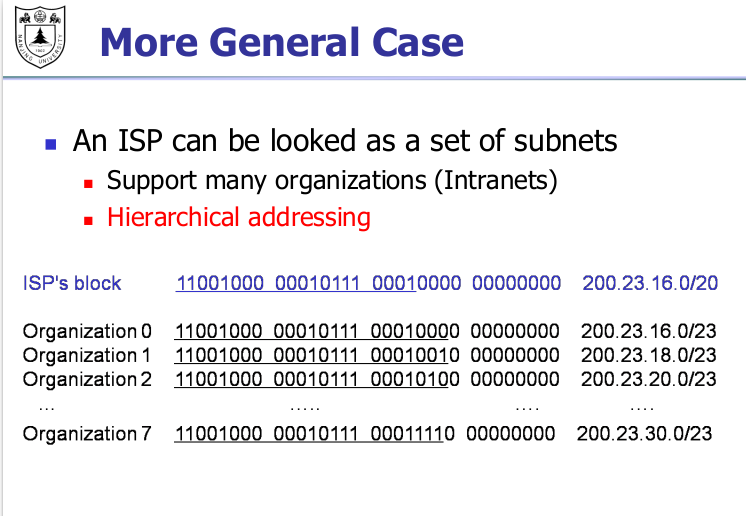 More General Case
An ISP can be looked as a set of subnets
Support many organizations (Intranets)
Hierarchical addressing
ISP's block 11001000 00010111 00010000 00000000 200.23.16.0/20
Organization 0 11001000 00010111 00010000 00000000 200.23.16.0/23
Organization 1 11001000 00010111 00010010 00000000 200.23.18.0/23
Organization 2 11001000 00010111 00010100 00000000 200.23.20.0/23
... ..... .... ....
Organization 7 11001000 00010111 00011110 00000000 200.23.30.0/23
NANJING UNIVERSITY